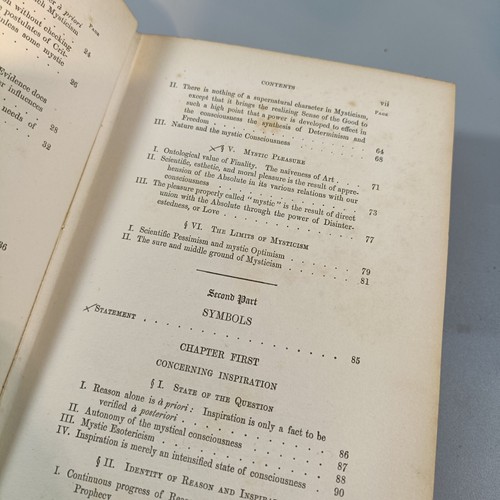 r à priori Page
n without checking
ch Mysticism 24
postulates of Crit-
nless some mystic
26
Evidence does
r influences
28
needs of
32
36
CONTENTS vii
Page
II. There is nothing of a supernatural character in Mysticism,
except that it brings the realizing Sense of the Good to
such a high point that a power is developed to effect in
the consciousness the synthesis of Determinism and
Freedom . . . . 64
III. Nature and the mystic Consciousness . . . . 68
§ V. MYSTIC PLEASURE
I. Ontological value of Finality. The naïveness of Art . . 71
II. Scientific, esthetic, and moral pleasure is the result of appre-
hension of the Absolute in its various relations with our
consciousness . . . . 73
III. The pleasure properly called "mystic" is the result of direct
union with the Absolute through the power of Disinter-
estedness, or Love . . . . 77
§ VI. THE LIMITS OF MYSTICISM
I. Scientific Pessimism and mystic Optimism . . . . 79
II. The sure and middle ground of Mysticism . . . . 81
Second Part
SYMBOLS
STATEMENT . . . . 85
CHAPTER FIRST
CONCERNING INSPIRATION
§ I. STATE OF THE QUESTION
I. Reason alone is à priori: Inspiration is only a fact to be
verified à posteriori . . . . 86
II. Autonomy of the mystical consciousness . . . . 87
III. Mystic Esotericism . . . . 88
IV. Inspiration is merely an intensified state of consciousness 90
§ II. IDENTITY OF REASON AND INSPIRA
I. Continuous progress of Reas
Prophecy